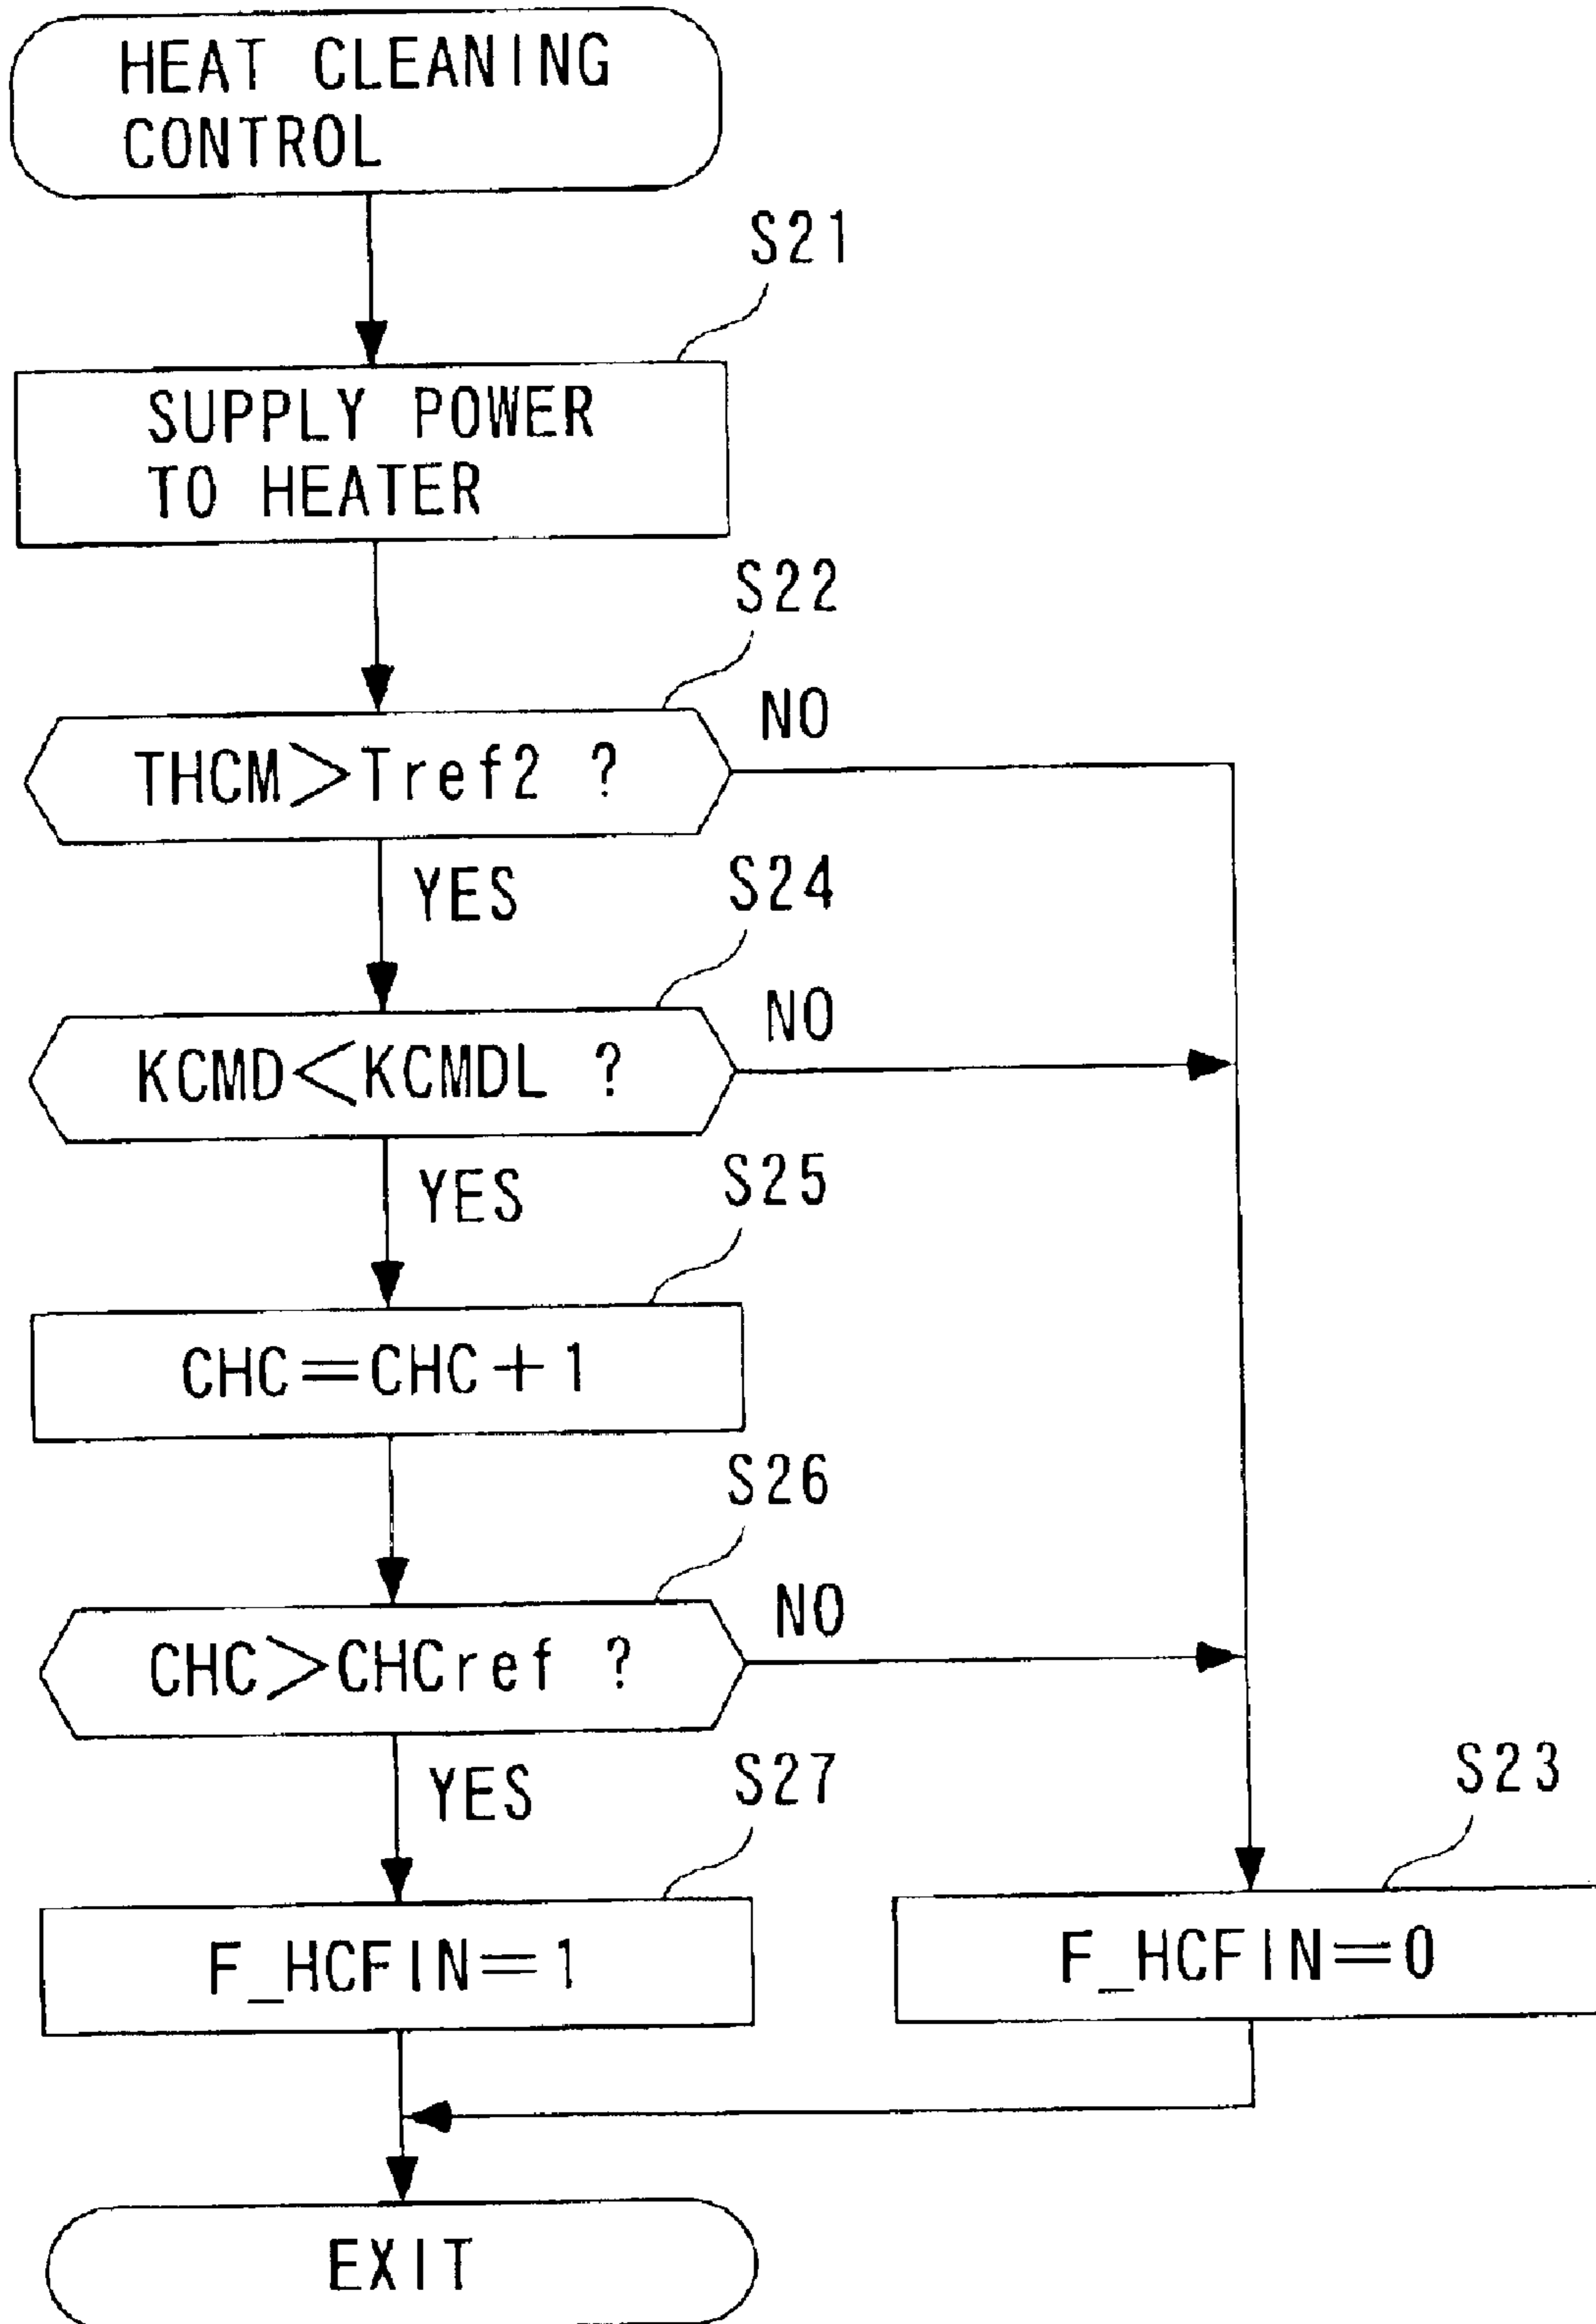 HEAT CLEANING
CONTROL
S21
SUPPLY POWER
TO HEATER
S22
THCM>Tref2 ?
NO
YES
S24
KCMD<KCMDL ?
NO
YES
S25
CHC=CHC+1
S26
CHC>CHCref ?
NO
YES
S27
F_HCFIN=1
S23
F_HCFIN=0
EXIT